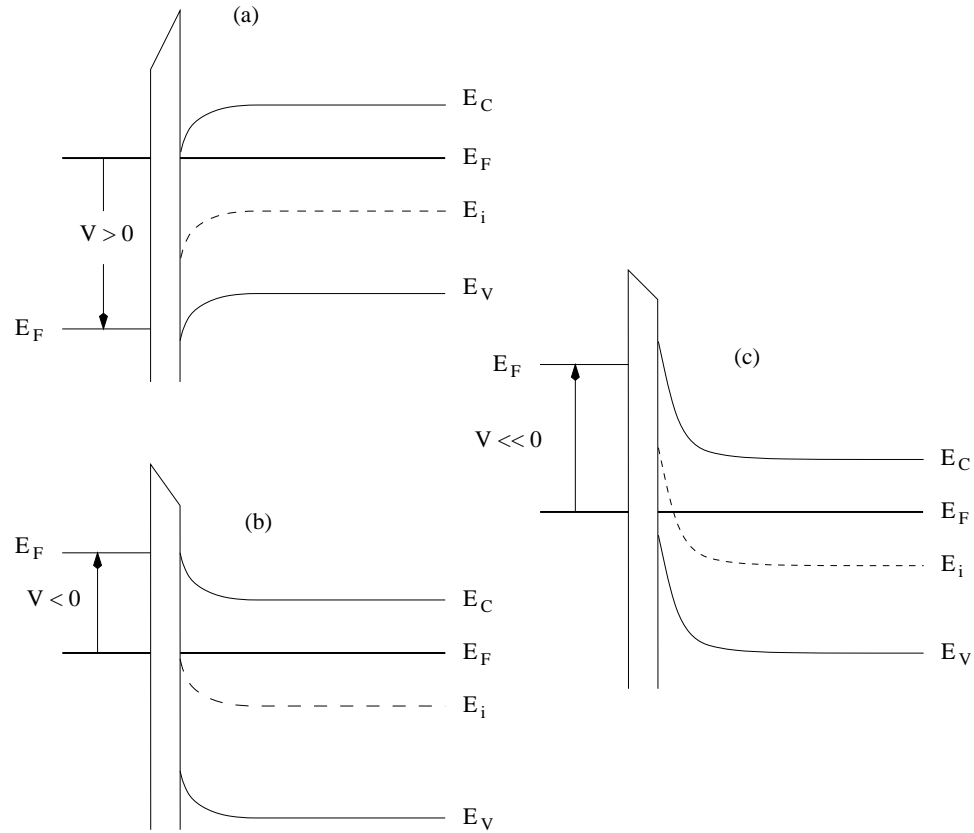 (a)
E_C
E_F
E_i
V > 0
E_V
E_F
(b)
E_F
V < 0
E_C
E_F
E_i
E_V
(c)
E_F
V << 0
E_C
E_F
E_i
E_V